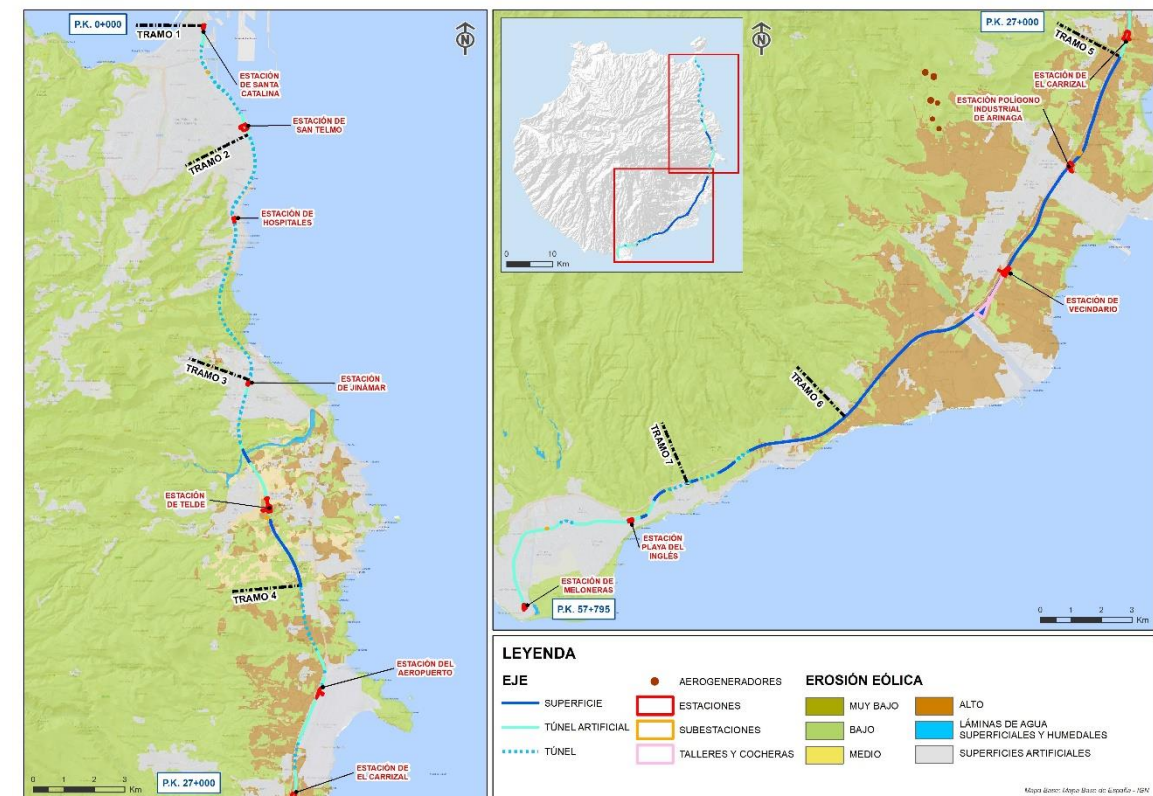 P.K. 0+000
TRAMO 1
ESTACIÓN
DE SANTA
CATALINA
ESTACIÓN DE
SAN TELMO
TRAMO 2
ESTACIÓN DE
HOSPITALES
TRAMO 3
ESTACIÓN
DE JINÁMAR
ESTACIÓN
DE TELDE
TRAMO 4
ESTACIÓN DEL
AEROPUERTO
ESTACIÓN DE
EL CARRIZAL
P.K. 27+000
0 1 2 3
Km
N
0 10
Km
N
P.K. 27+000
TRAMO 5
ESTACIÓN DE
EL CARRIZAL
ESTACIÓN POLÍGONO
INDUSTRIAL
DE ARINAGA
ESTACIÓN DE
VECINDARIO
TRAMO 6
TRAMO 7
ESTACIÓN
PLAYA DEL
INGLÉS
ESTACIÓN DE
MELONERAS
P.K. 57+795
0 1 2 3
Km
N
LEYENDA
EJE
SUPERFICIE
TÚNEL ARTIFICIAL
TÚNEL
AEROGENERADORES
ESTACIONES
SUBESTACIONES
TALLERES Y COCHERAS
EROSIÓN EÓLICA
MUY BAJO
BAJO
MEDIO
ALTO
LÁMINAS DE AGUA
SUPERFICIALES Y HUMEDALES
SUPERFICIES ARTIFICIALES
Mapa Base: Mapa Base de España - IGN